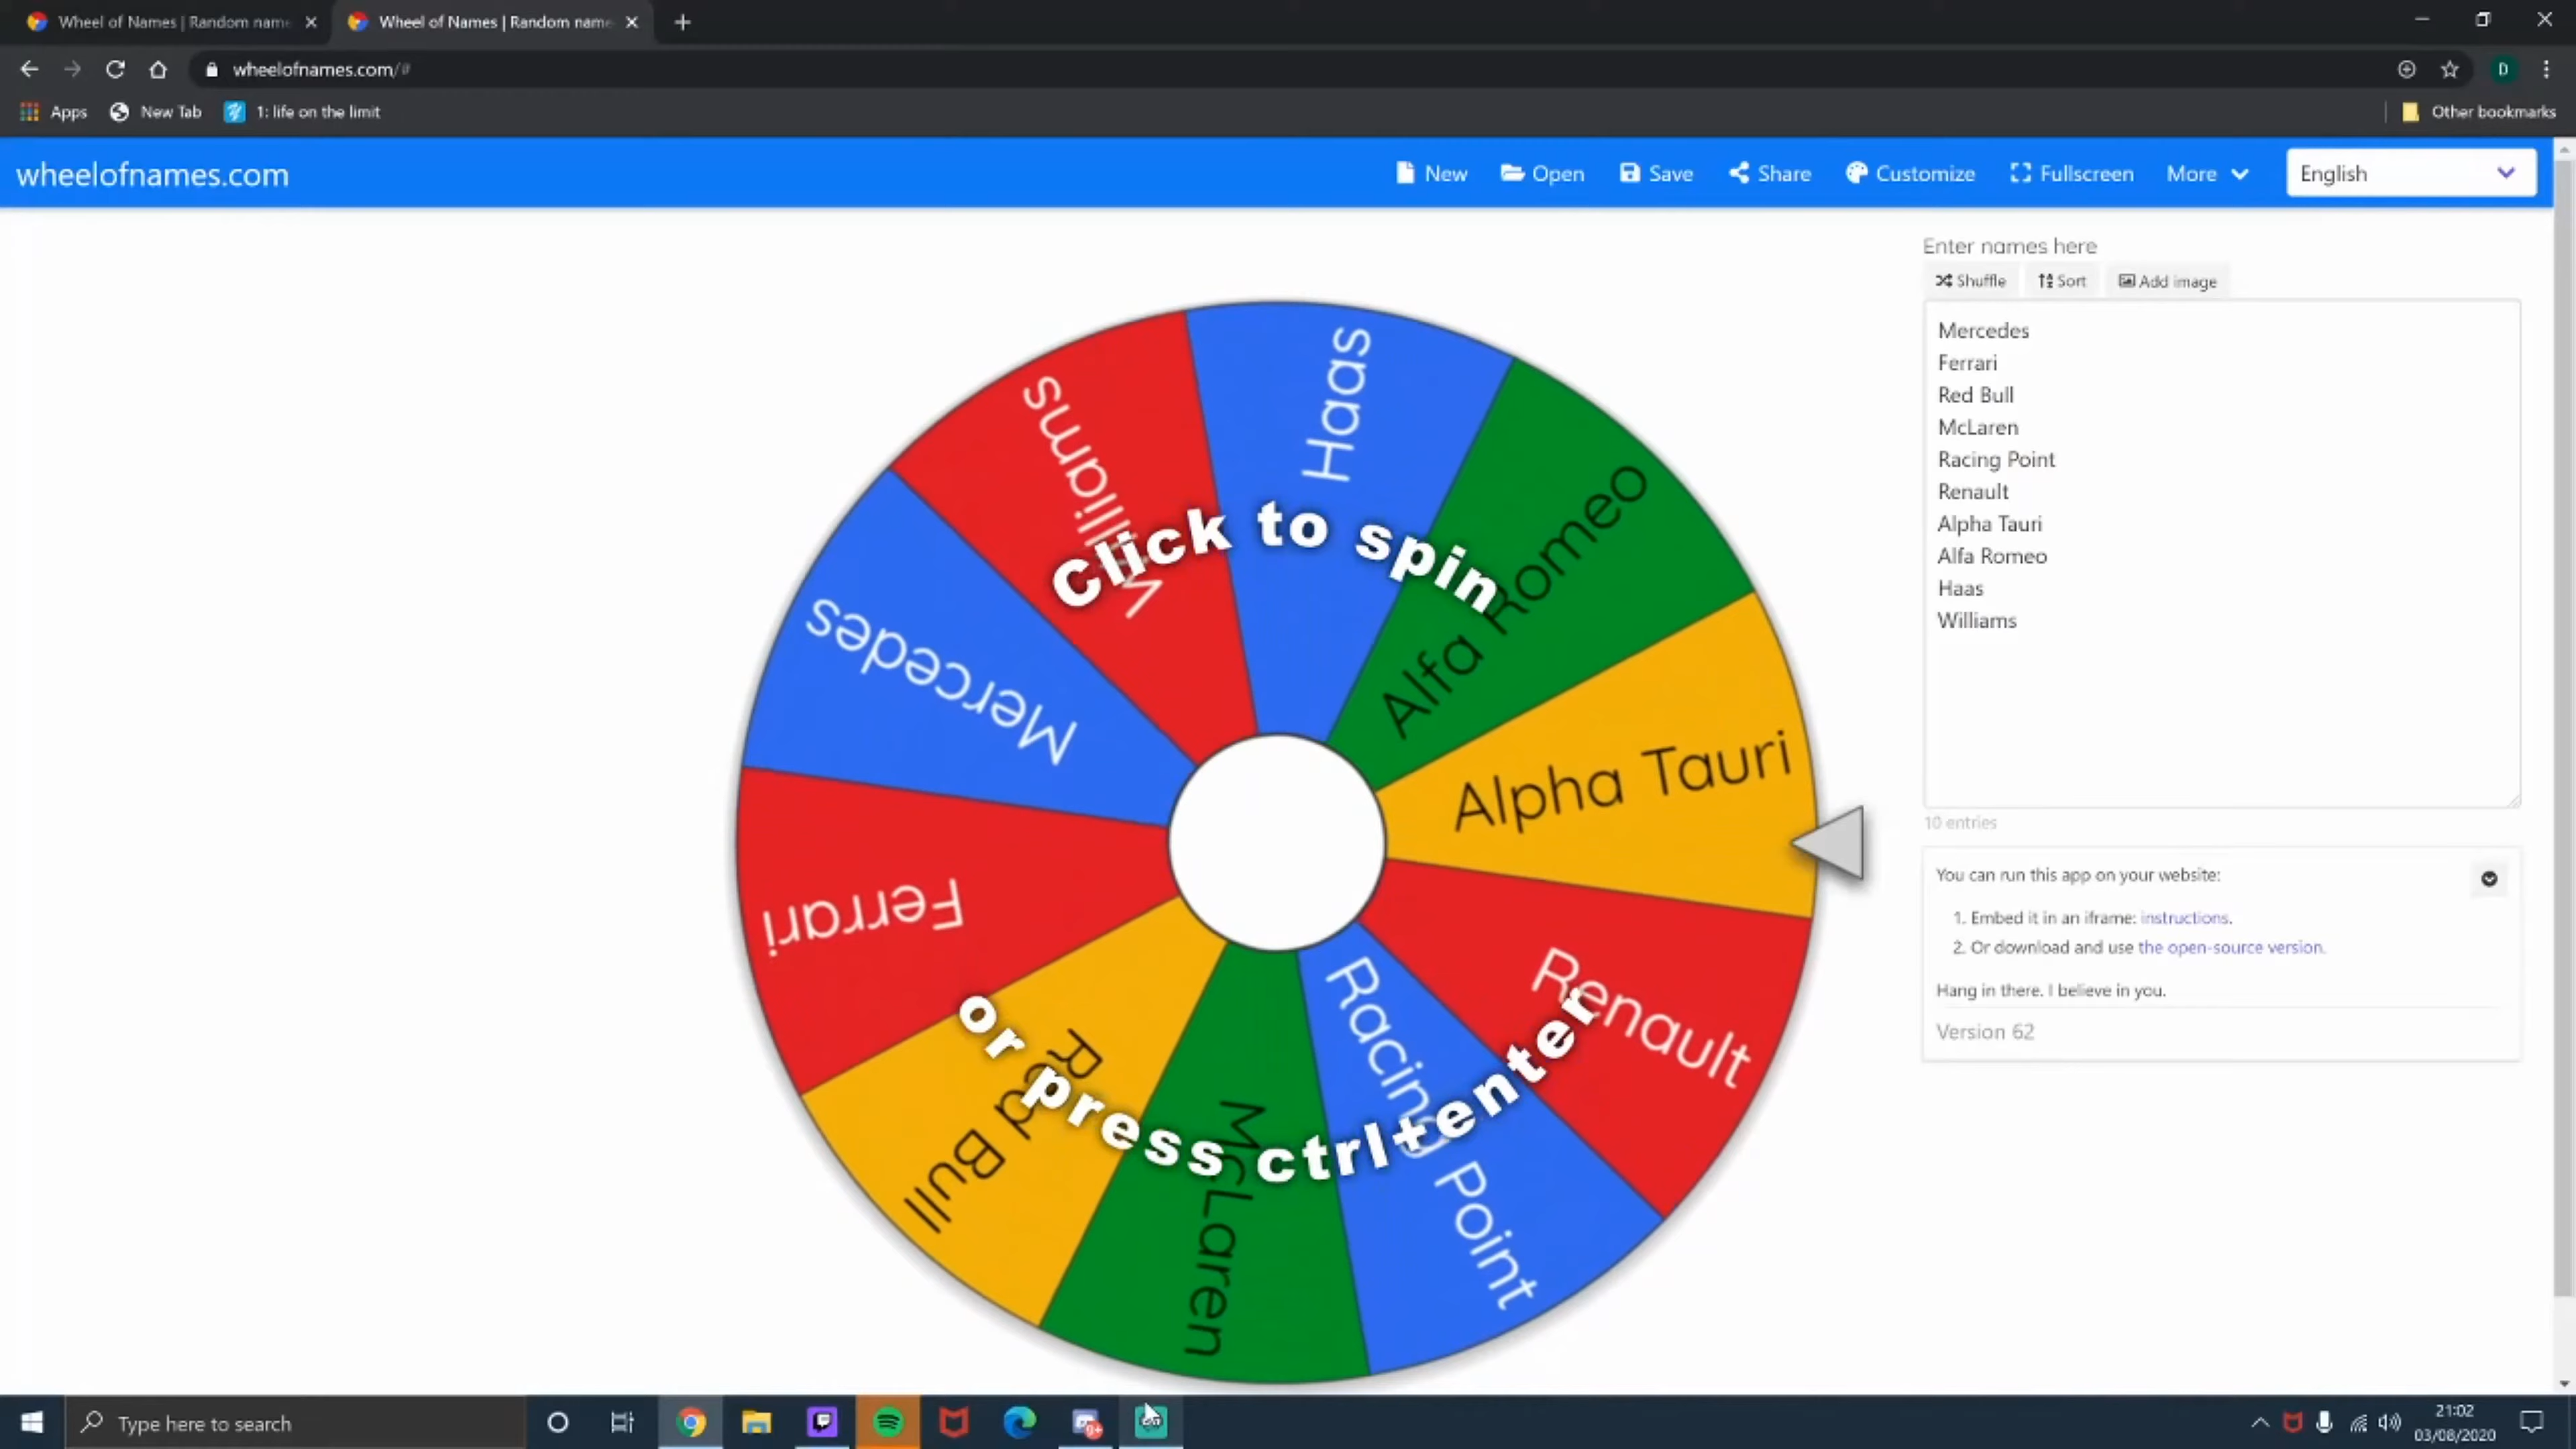 Wheel of Names | Random name
Wheel of Names | Random name
wheelofnames.com/#
D
Apps
New Tab
1: life on the limit
Other bookmarks
wheelofnames.com
New
Open
Save
Share
Customize
Fullscreen
More
English
Enter names here
Shuffle
Sort
Add image
Mercedes
Ferrari
Red Bull
McLaren
Racing Point
Renault
Alpha Tauri
Alfa Romeo
Haas
Williams
10 entries
You can run this app on your website:
1. Embed it in an iframe: instructions.
2. Or download and use the open-source version.
Hang in there. I believe in you.
Version 62
Click to spin
or press ctrl+enter
Haas
Alfa Romeo
Alpha Tauri
Renault
Racing Point
McLaren
Red Bull
Ferrari
Mercedes
Williams
Type here to search
21:02
03/08/2020